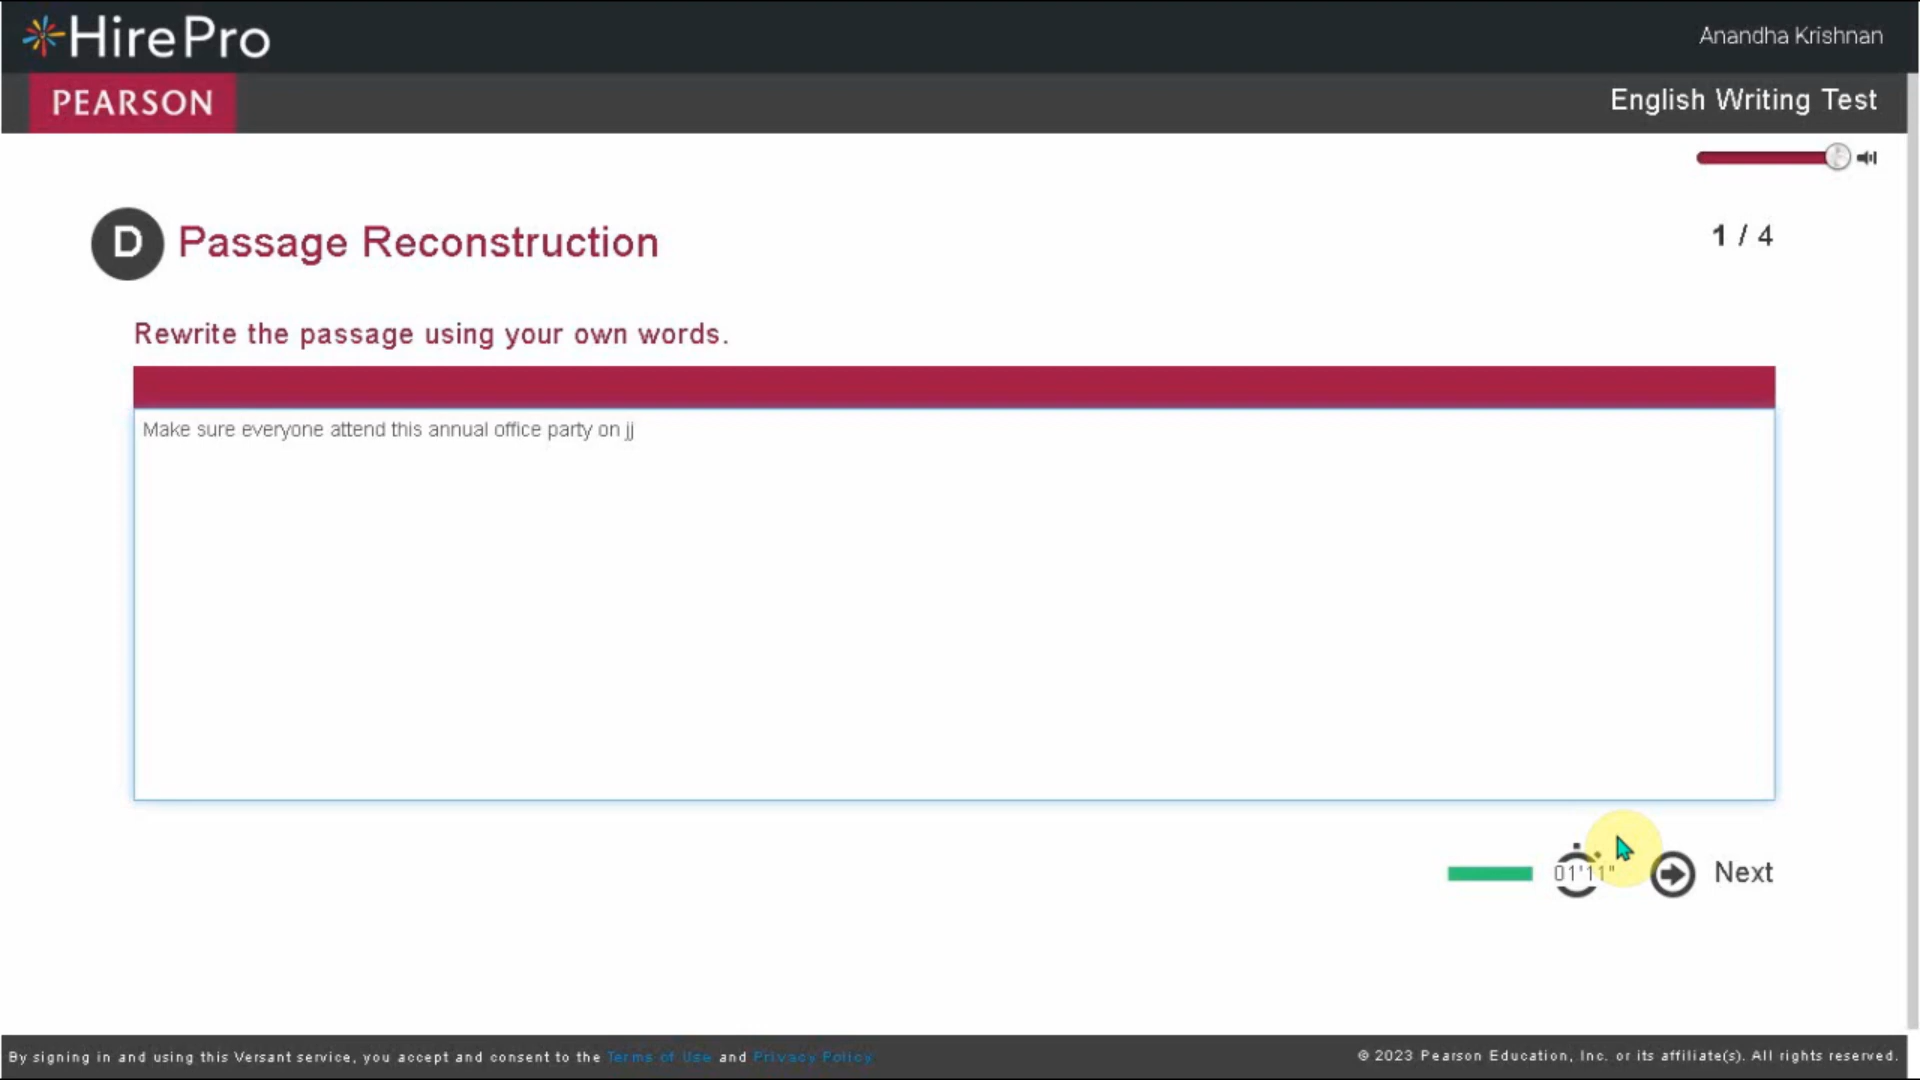 HirePro
Anandha Krishnan
PEARSON
English Writing Test
D Passage Reconstruction
1 / 4
Rewrite the passage using your own words.
Make sure everyone attend this annual office party on jj
01'11"
Next
By signing in and using this Versant service, you accept and consent to the Terms of Use and Privacy Policy
© 2023 Pearson Education, Inc. or its affiliate(s). All rights reserved.